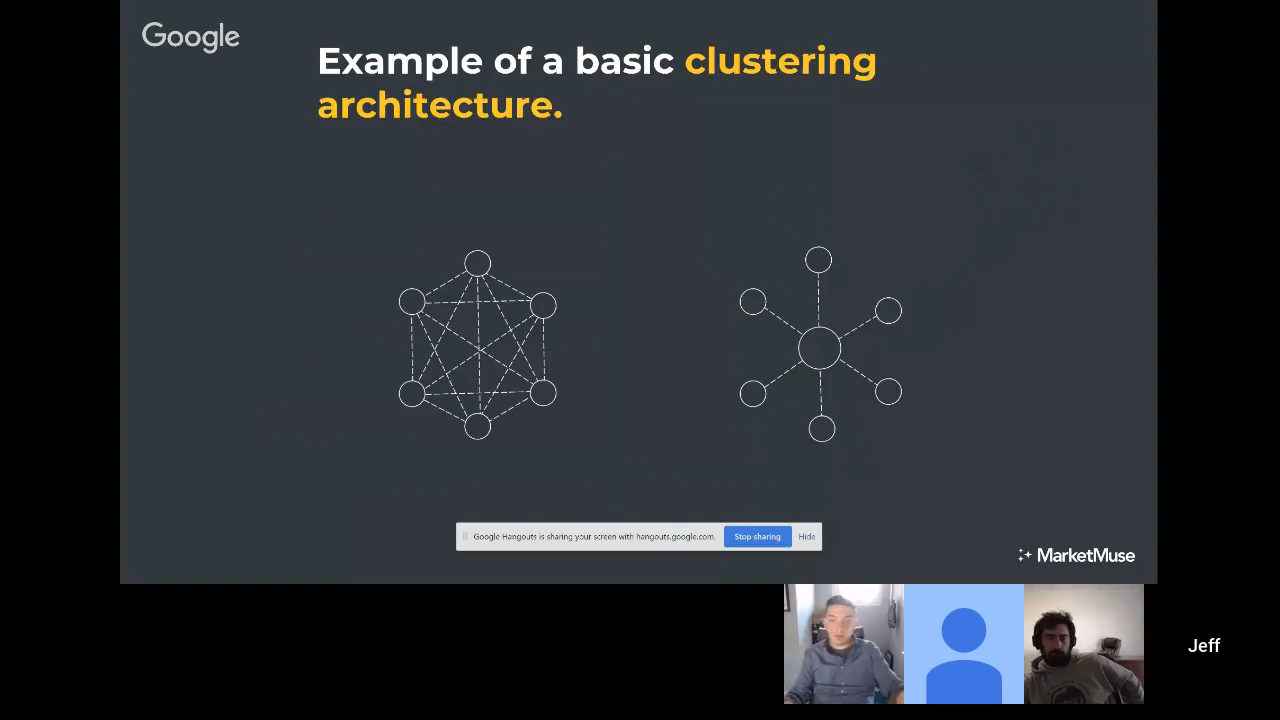 Google
Example of a basic clustering
architecture.
Google Hangouts is sharing your screen with hangouts.google.com.
Stop sharing
Hide
MarketMuse
Jeff